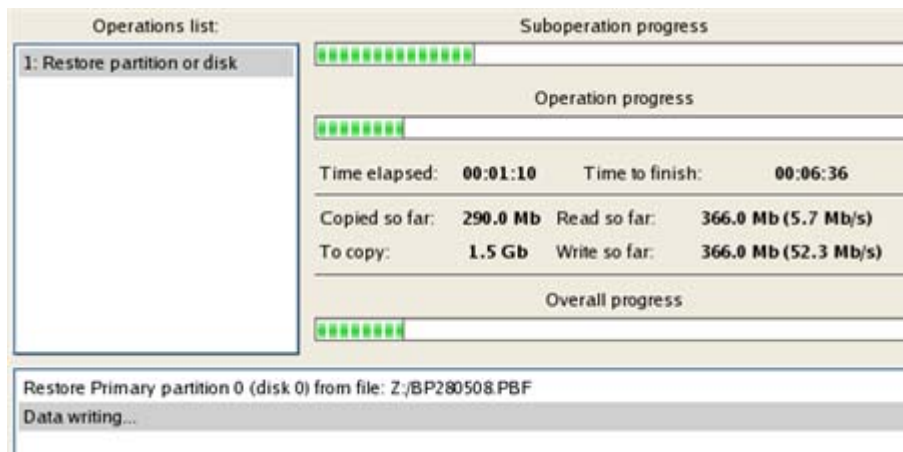 Operations list:
1: Restore partition or disk
Suboperation progress
Operation progress
Time elapsed: 00:01:10 Time to finish: 00:06:36
Copied so far: 290.0 Mb Read so far: 366.0 Mb (5.7 Mb/s)
To copy: 1.5 Gb Write so far: 366.0 Mb (52.3 Mb/s)
Overall progress
Restore Primary partition 0 (disk 0) from file: Z:/BP280508.PBF
Data writing...